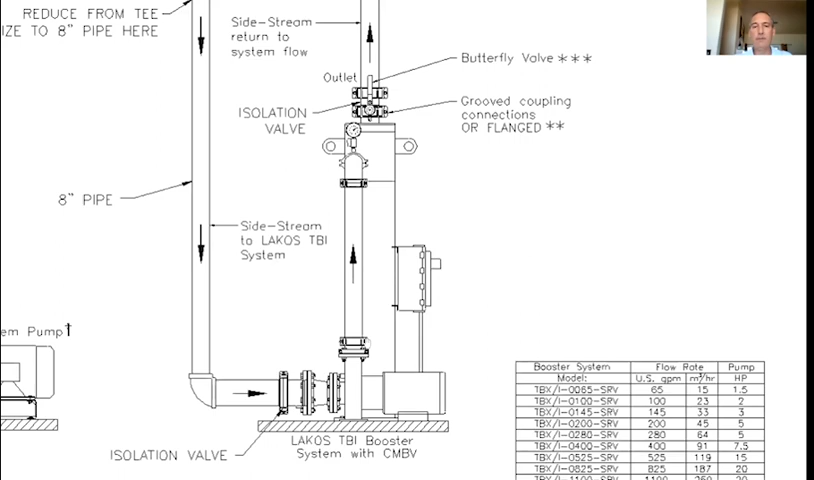 REDUCE FROM TEE
IZE TO 8" PIPE HERE
Side-Stream
return to
system flow
Outlet
Butterfly Valve ***
ISOLATION
VALVE
Grooved coupling
connections
OR FLANGED **
8" PIPE
Side-Stream
to LAKOS TBI
System
em Pump†
ISOLATION VALVE
LAKOS TBI Booster
System with CMBV
Booster System Flow Rate Pump
Model: U.S. gpm m³/hr HP
TBX/I-0065-SRV 65 15 1.5
TBX/I-0100-SRV 100 23 2
TBX/I-0145-SRV 145 33 3
TBX/I-0200-SRV 200 45 5
TBX/I-0280-SRV 280 64 5
TBX/I-0400-SRV 400 91 7.5
TBX/I-0525-SRV 525 119 15
TBX/I-0825-SRV 825 187 20
TBX/I-1100-SRV 1100 250